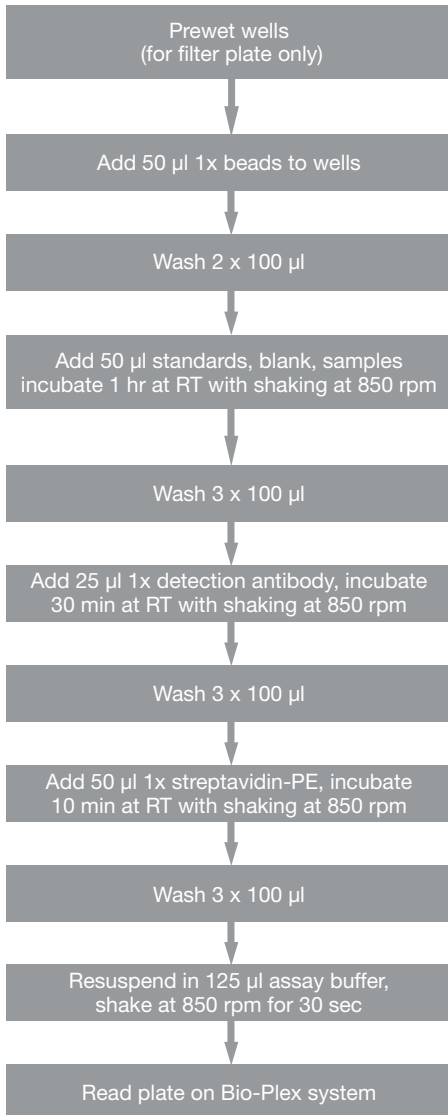 Prewet wells
(for filter plate only)
Add 50 µl 1x beads to wells
Wash 2 x 100 µl
Add 50 µl standards, blank, samples
incubate 1 hr at RT with shaking at 850 rpm
Wash 3 x 100 µl
Add 25 µl 1x detection antibody, incubate
30 min at RT with shaking at 850 rpm
Wash 3 x 100 µl
Add 50 µl 1x streptavidin-PE, incubate
10 min at RT with shaking at 850 rpm
Wash 3 x 100 µl
Resuspend in 125 µl assay buffer,
shake at 850 rpm for 30 sec
Read plate on Bio-Plex system